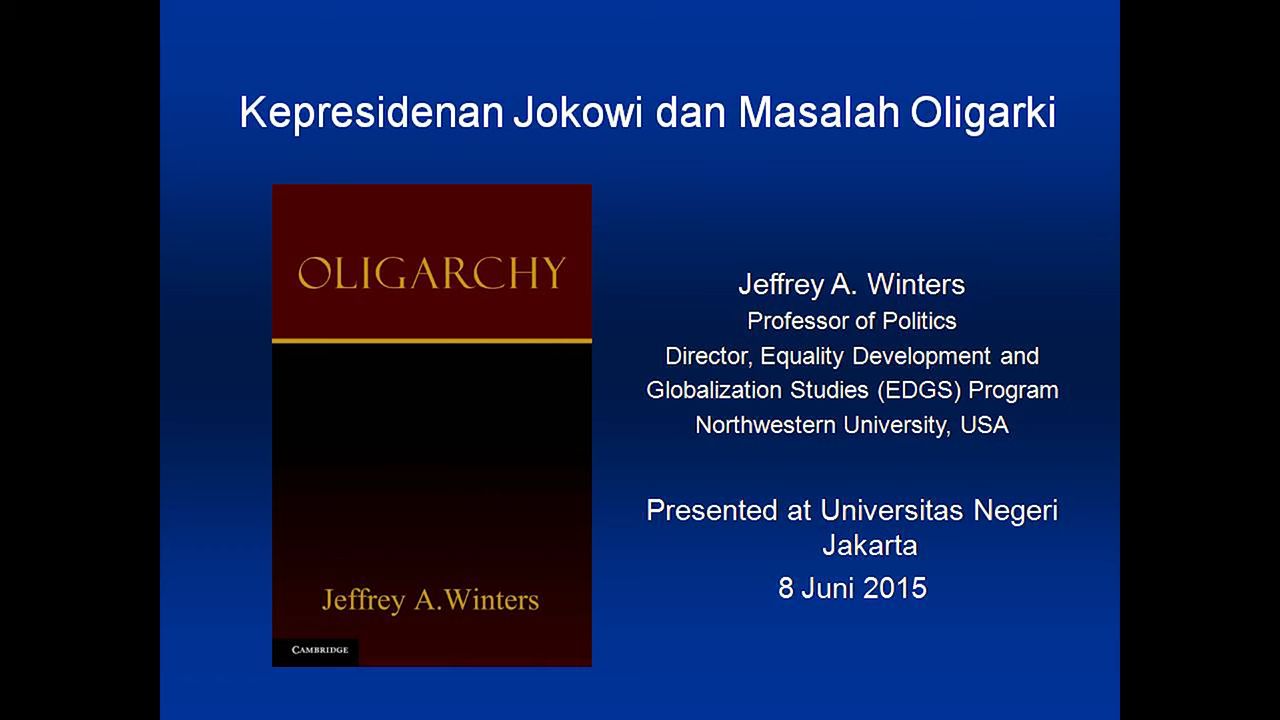 Kepresidenan Jokowi dan Masalah Oligarki
OLIGARCHY
Jeffrey A.Winters
CAMBRIDGE
Jeffrey A. Winters
Professor of Politics
Director, Equality Development and
Globalization Studies (EDGS) Program
Northwestern University, USA
Presented at Universitas Negeri
Jakarta
8 Juni 2015